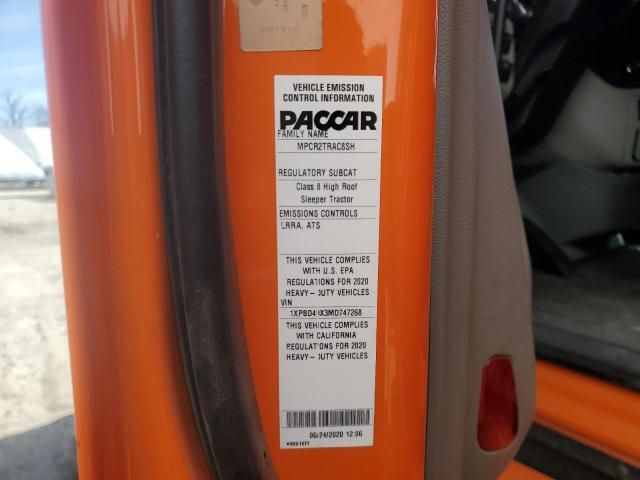 VEHICLE EMISSION
CONTROL INFORMATION
PACCAR
FAMILY NAME
MPCR2TRAC8SH
REGULATORY SUBCAT
Class 8 High Roof
Sleeper Tractor
EMISSIONS CONTROLS
LRRA, ATS
THIS VEHICLE COMPLIES
WITH U.S. EPA
REGULATIONS FOR 2020
HEAVY-DUTY VEHICLES
VIN
THIS VEHICLE COMPLIES
WITH CALIFORNIA
REGULATIONS FOR 2020
HEAVY-DUTY VEHICLES
06/24/2020 12:06